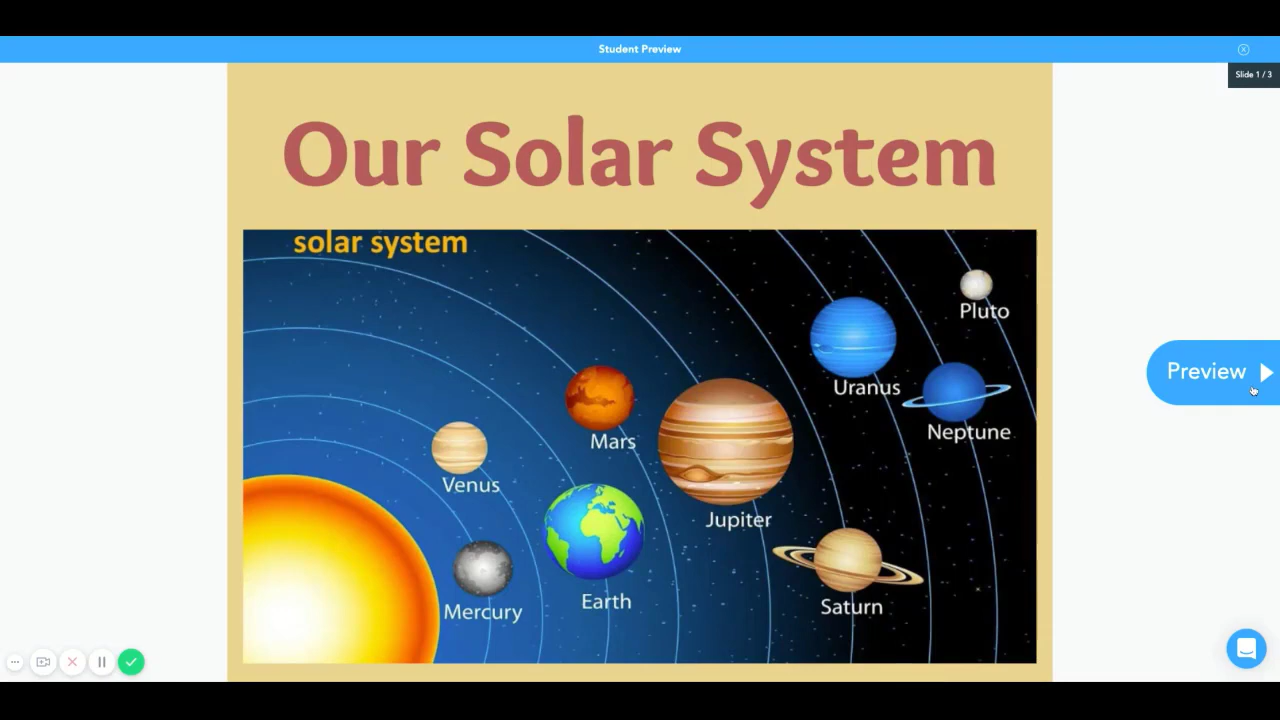 Student Preview
Slide 1 / 3
Our Solar System
solar system
Pluto
Uranus
Neptune
Mars
Venus
Jupiter
Earth
Saturn
Mercury
Preview